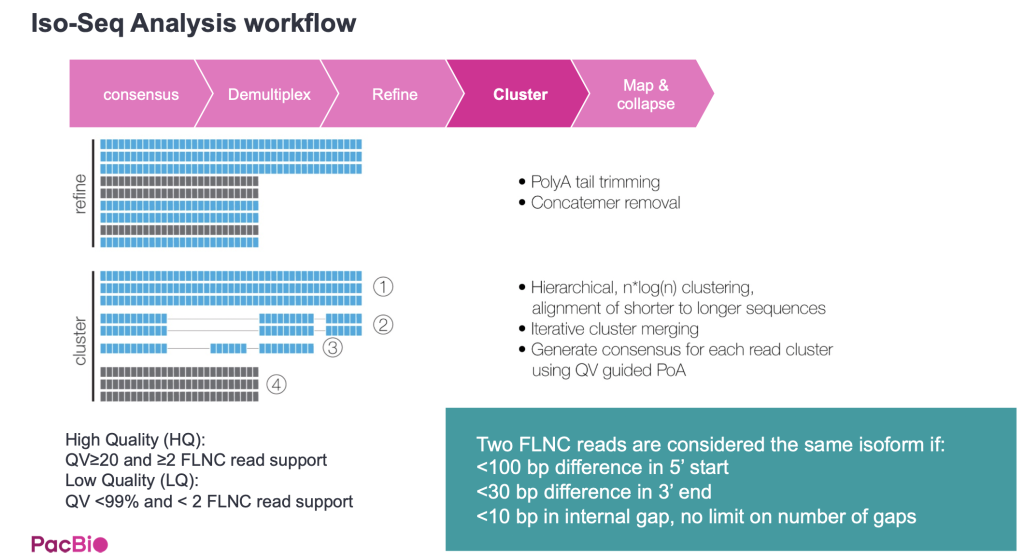 Iso-Seq Analysis workflow
consensus
Demultiplex
Refine
Cluster
Map &
collapse
refine
• PolyA tail trimming
• Concatemer removal
cluster
①
②
③
④
• Hierarchical, n*log(n) clustering,
alignment of shorter to longer sequences
• Iterative cluster merging
• Generate consensus for each read cluster
using QV guided PoA
High Quality (HQ):
QV≥20 and ≥2 FLNC read support
Low Quality (LQ):
QV <99% and < 2 FLNC read support
Two FLNC reads are considered the same isoform if:
<100 bp difference in 5’ start
<30 bp difference in 3’ end
<10 bp in internal gap, no limit on number of gaps
PacBio